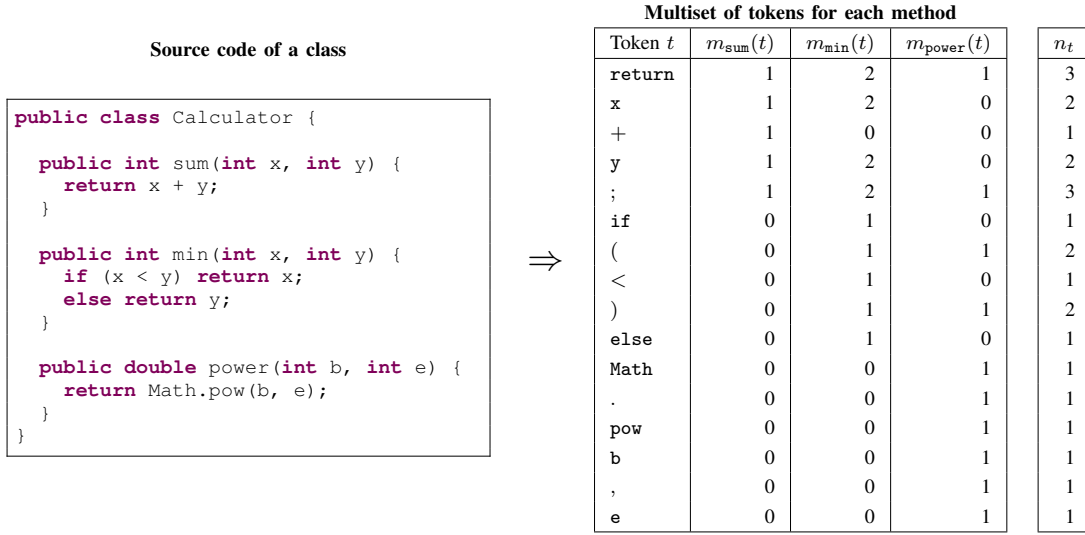 Source code of a class
public class Calculator {
public int sum(int x, int y) {
return x + y;
}
public int min(int x, int y) {
if (x < y) return x;
else return y;
}
public double power(int b, int e) {
return Math.pow(b, e);
}
}
⇒
Multiset of tokens for each method
Token t m_sum(t) m_min(t) m_power(t) n_t
return 1 2 1 3
x 1 2 0 2
+ 1 0 0 1
y 1 2 0 2
; 1 2 1 3
if 0 1 0 1
( 0 1 1 2
< 0 1 0 1
) 0 1 1 2
else 0 1 0 1
Math 0 0 1 1
. 0 0 1 1
pow 0 0 1 1
b 0 0 1 1
, 0 0 1 1
e 0 0 1 1